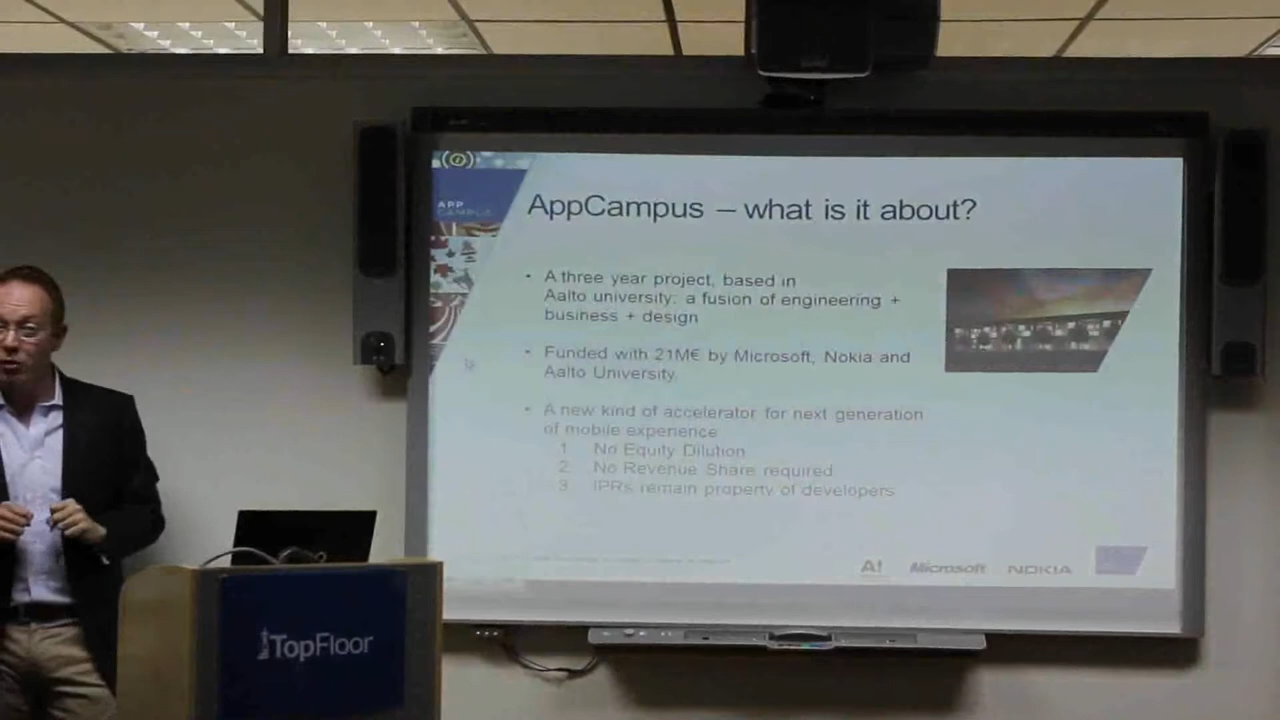 APP
CAMPUS
AppCampus – what is it about?
• A three year project, based in
Aalto university: a fusion of engineering +
business + design
• Funded with 21M€ by Microsoft, Nokia and
Aalto University.
• A new kind of accelerator for next generation
of mobile experience
1. No Equity Dilution
2. No Revenue Share required
3. IPRs remain property of developers
A! Microsoft NOKIA
TopFloor